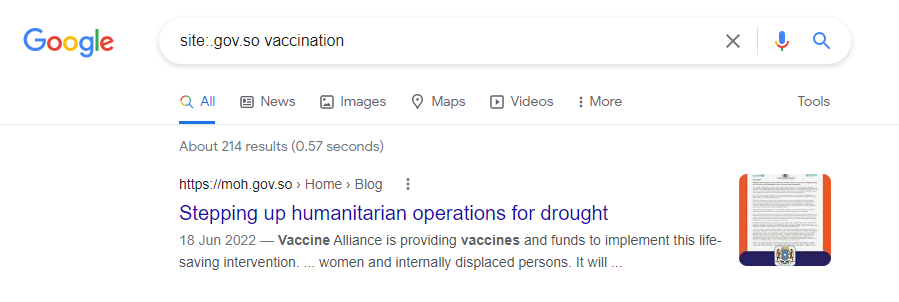 Google
site:.gov.so vaccination
All News Images Maps Videos More Tools
About 214 results (0.57 seconds)
https://moh.gov.so › Home › Blog
Stepping up humanitarian operations for drought
18 Jun 2022 — Vaccine Alliance is providing vaccines and funds to implement this life-
saving intervention. ... women and internally displaced persons. It will ...